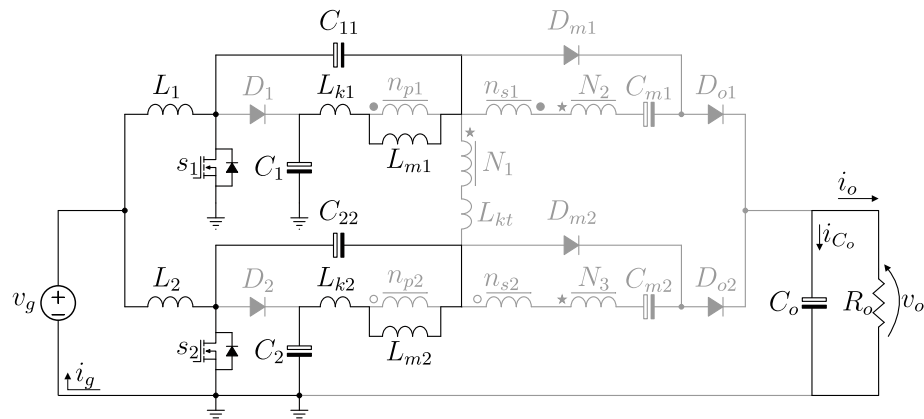 C11
Dm1
L1
D1
Lk1
np1
ns1
N2
Cm1
Do1
s1
C1
Lm1
N1
C22
Lkt
Dm2
io
iCo
L2
D2
Lk2
np2
ns2
N3
Cm2
Do2
vg
Co
Ro
vo
s2
C2
Lm2
ig